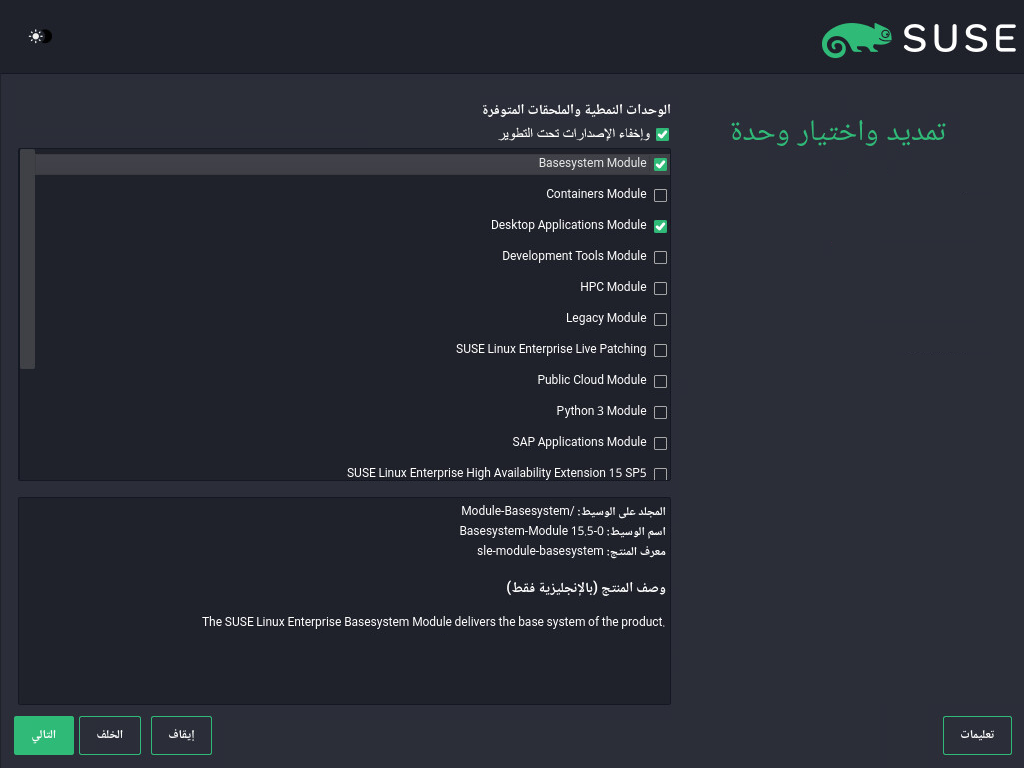 SUSE
تمديد واختيار وحدة
الوحدات النمطية والملحقات المتوفرة
وإخفاء الإصدارات تحت التطوير
Basesystem Module
Containers Module
Desktop Applications Module
Development Tools Module
HPC Module
Legacy Module
SUSE Linux Enterprise Live Patching
Public Cloud Module
Python 3 Module
SAP Applications Module
SUSE Linux Enterprise High Availability Extension 15 SP5
المجلد على الوسيط: /Module-Basesystem
اسم الوسيط: Basesystem-Module 15.5-0
معرف المنتج: sle-module-basesystem
وصف المنتج (بالإنجليزية فقط)
The SUSE Linux Enterprise Basesystem Module delivers the base system of the product.
تعليمات
إيقاف
الخلف
التالي